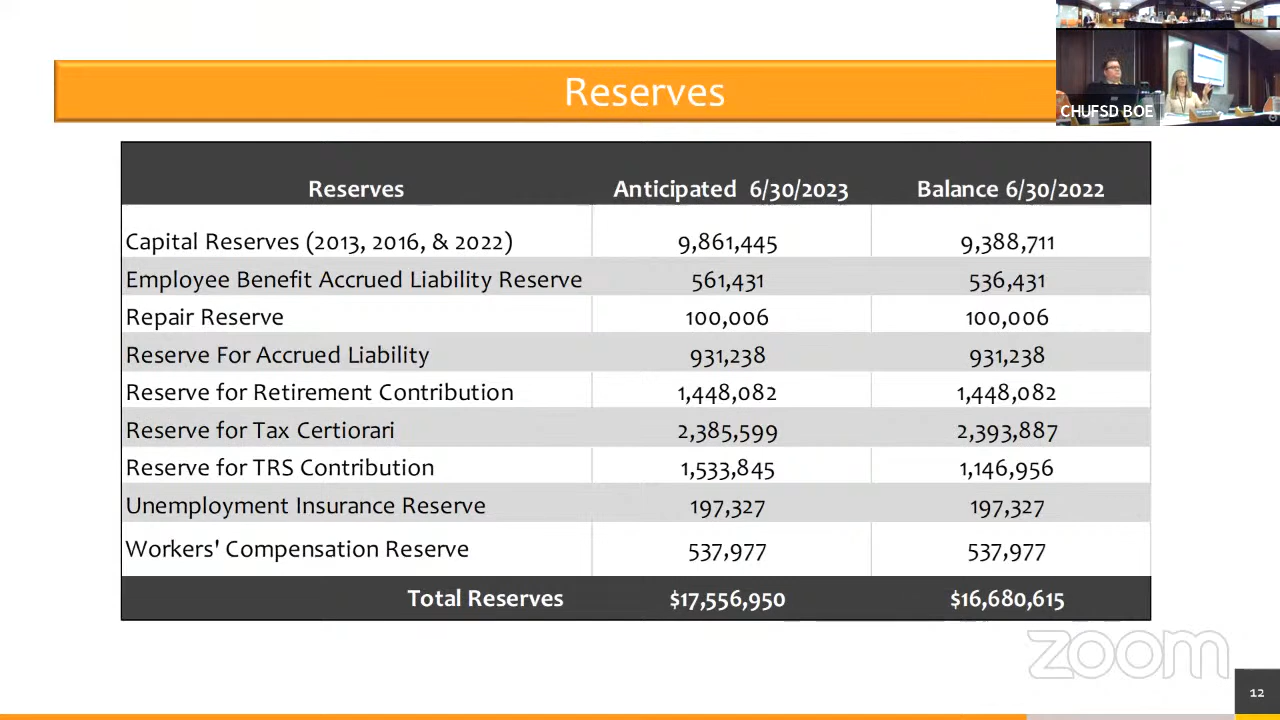 Reserves
CHUFSD BOE
Reserves Anticipated 6/30/2023 Balance 6/30/2022
Capital Reserves (2013, 2016, & 2022) 9,861,445 9,388,711
Employee Benefit Accrued Liability Reserve 561,431 536,431
Repair Reserve 100,006 100,006
Reserve For Accrued Liability 931,238 931,238
Reserve for Retirement Contribution 1,448,082 1,448,082
Reserve for Tax Certiorari 2,385,599 2,393,887
Reserve for TRS Contribution 1,533,845 1,146,956
Unemployment Insurance Reserve 197,327 197,327
Workers' Compensation Reserve 537,977 537,977
Total Reserves $17,556,950 $16,680,615
zoom
12